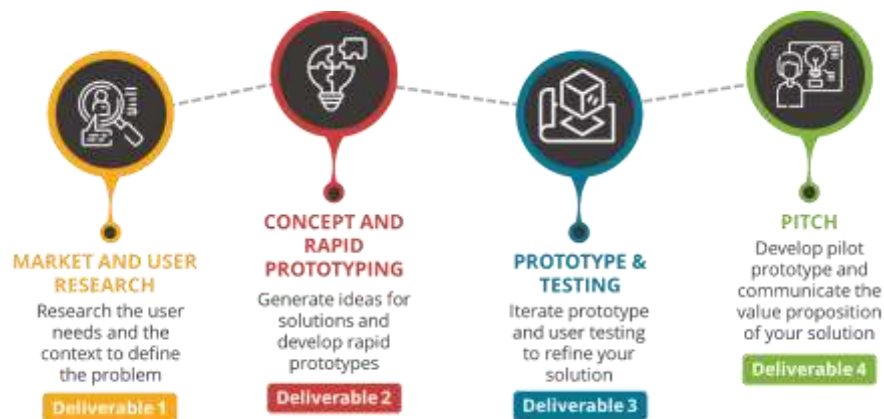 MARKET AND USER
RESEARCH
Research the user
needs and the
context to define
the problem
Deliverable 1
CONCEPT AND
RAPID
PROTOTYPING
Generate ideas for
solutions and
develop rapid
prototypes
Deliverable 2
PROTOTYPE &
TESTING
Iterate prototype
and user testing
to refine your
solution
Deliverable 3
PITCH
Develop pilot
prototype and
communicate the
value proposition
of your solution
Deliverable 4